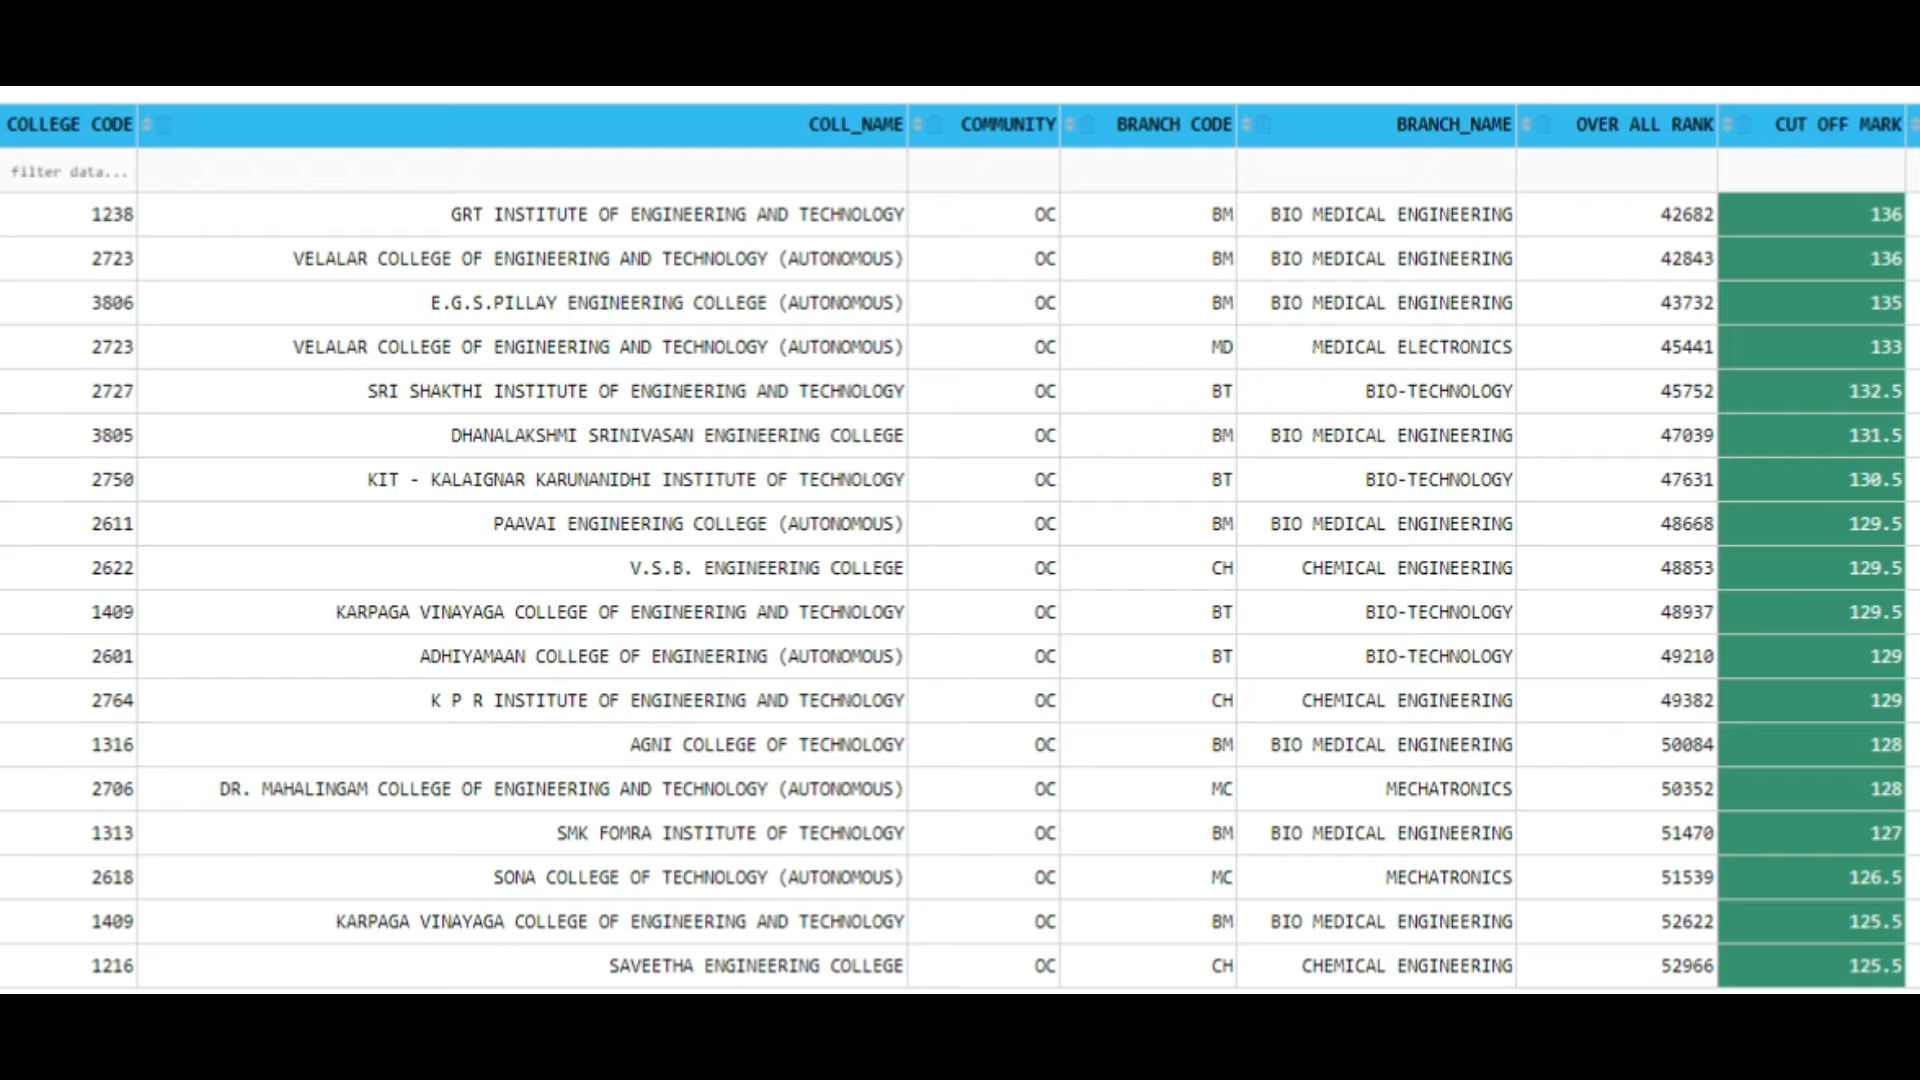 COLLEGE CODE COLL_NAME COMMUNITY BRANCH CODE BRANCH_NAME OVER ALL RANK CUT OFF MARK
filter data...
1238 GRT INSTITUTE OF ENGINEERING AND TECHNOLOGY OC BM BIO MEDICAL ENGINEERING 42682 136
2723 VELALAR COLLEGE OF ENGINEERING AND TECHNOLOGY (AUTONOMOUS) OC BM BIO MEDICAL ENGINEERING 42843 136
3806 E.G.S.PILLAY ENGINEERING COLLEGE (AUTONOMOUS) OC BM BIO MEDICAL ENGINEERING 43732 135
2723 VELALAR COLLEGE OF ENGINEERING AND TECHNOLOGY (AUTONOMOUS) OC MD MEDICAL ELECTRONICS 45441 133
2727 SRI SHAKTHI INSTITUTE OF ENGINEERING AND TECHNOLOGY OC BT BIO-TECHNOLOGY 45752 132.5
3805 DHANALAKSHMI SRINIVASAN ENGINEERING COLLEGE OC BM BIO MEDICAL ENGINEERING 47039 131.5
2750 KIT - KALAIGNAR KARUNANIDHI INSTITUTE OF TECHNOLOGY OC BT BIO-TECHNOLOGY 47631 130.5
2611 PAAVAI ENGINEERING COLLEGE (AUTONOMOUS) OC BM BIO MEDICAL ENGINEERING 48668 129.5
2622 V.S.B. ENGINEERING COLLEGE OC CH CHEMICAL ENGINEERING 48853 129.5
1409 KARPAGA VINAYAGA COLLEGE OF ENGINEERING AND TECHNOLOGY OC BT BIO-TECHNOLOGY 48937 129.5
2601 ADHIYAMAAN COLLEGE OF ENGINEERING (AUTONOMOUS) OC BT BIO-TECHNOLOGY 49210 129
2764 K P R INSTITUTE OF ENGINEERING AND TECHNOLOGY OC CH CHEMICAL ENGINEERING 49382 129
1316 AGNI COLLEGE OF TECHNOLOGY OC BM BIO MEDICAL ENGINEERING 50084 128
2706 DR. MAHALINGAM COLLEGE OF ENGINEERING AND TECHNOLOGY (AUTONOMOUS) OC MC MECHATRONICS 50352 128
1313 SMK FOMRA INSTITUTE OF TECHNOLOGY OC BM BIO MEDICAL ENGINEERING 51470 127
2618 SONA COLLEGE OF TECHNOLOGY (AUTONOMOUS) OC MC MECHATRONICS 51539 126.5
1409 KARPAGA VINAYAGA COLLEGE OF ENGINEERING AND TECHNOLOGY OC BM BIO MEDICAL ENGINEERING 52622 125.5
1216 SAVEETHA ENGINEERING COLLEGE OC CH CHEMICAL ENGINEERING 52966 125.5